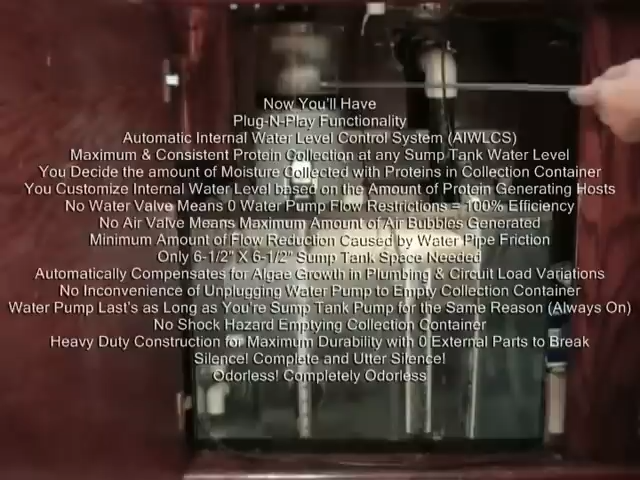 Now You'll Have
Plug-N-Play Functionality
Automatic Internal Water Level Control System (AIWLCS)
Maximum & Consistent Protein Collection at any Sump Tank Water Level
You Decide the amount of Moisture Collected with Proteins in Collection Container
You Customize Internal Water Level based on the Amount of Protein Generating Hosts
No Water Valve Means 0 Water Pump Flow Restrictions = 100% Efficiency
No Air Valve Means Maximum Amount of Air Bubbles Generated
Minimum Amount of Flow Reduction Caused by Water Pipe Friction
Only 6-1/2" X 6-1/2" Sump Tank Space Needed
Automatically Compensates for Algae Growth in Plumbing & Circuit Load Variations
No Inconvenience of Unplugging Water Pump to Empty Collection Container
Water Pump Last's as Long as You're Sump Tank Pump for the Same Reason (Always On)
No Shock Hazard Emptying Collection Container
Heavy Duty Construction for Maximum Durability with 0 External Parts to Break
Silence! Complete and Utter Silence!
Odorless! Completely Odorless